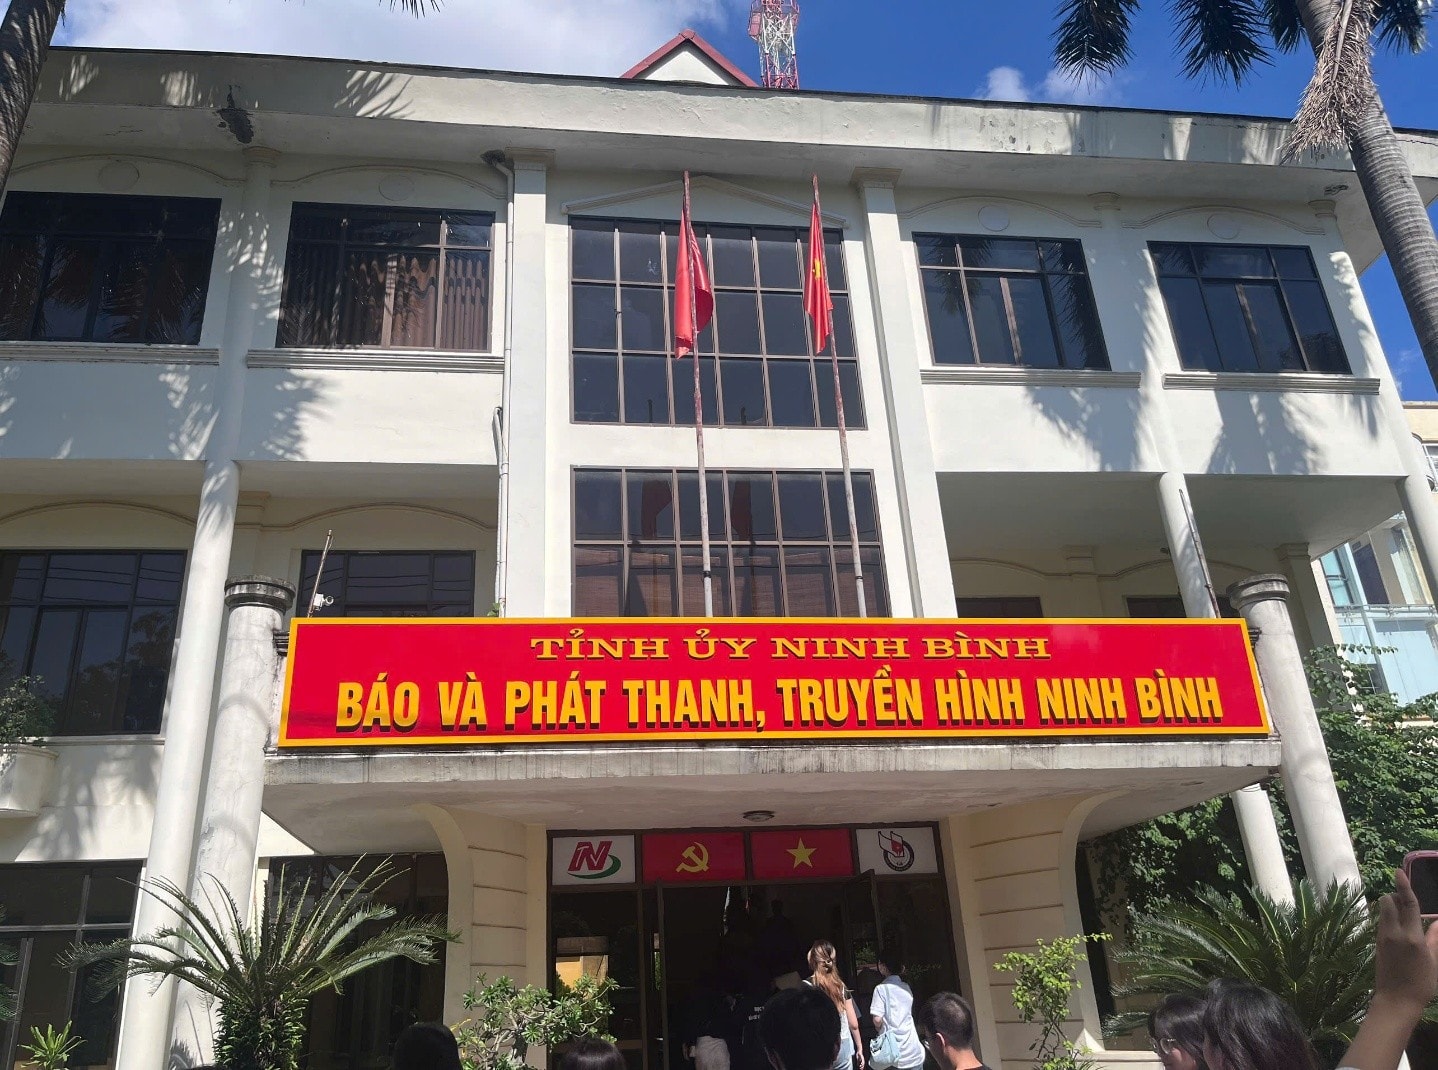 TỈNH ỦY NINH BÌNH
BÁO VÀ PHÁT THANH, TRUYỀN HÌNH NINH BÌNH